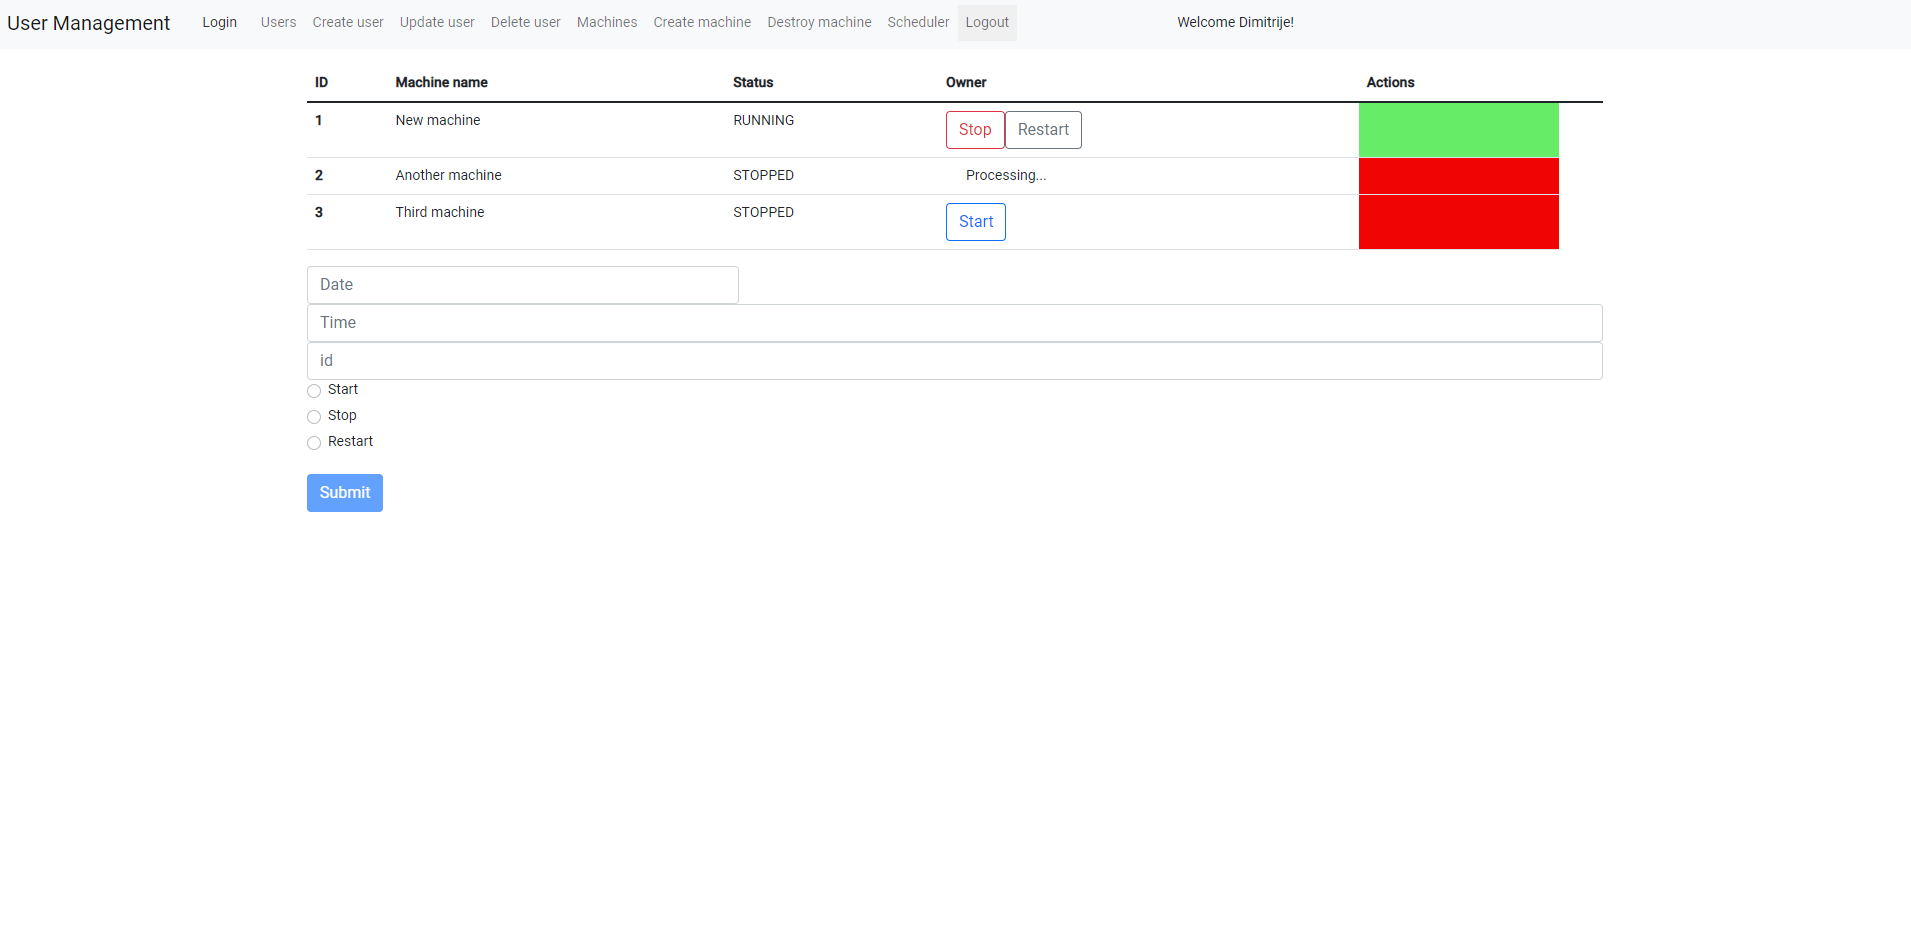 User Management Login Users Create user Update user Delete user Machines Create machine Destroy machine Scheduler Logout Welcome Dimitrije!
ID Machine name Status Owner Actions
1 New machine RUNNING Stop Restart
2 Another machine STOPPED Processing...
3 Third machine STOPPED Start
Date
Time
id
Start
Stop
Restart
Submit